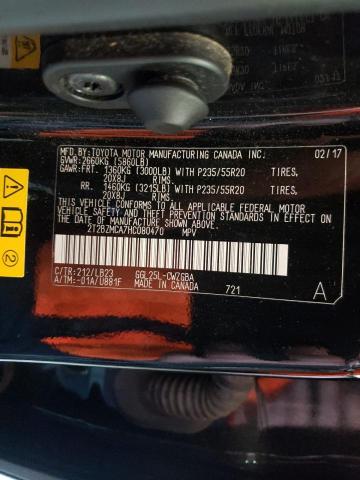 MFD.BY:TOYOTA MOTOR MANUFACTURING CANADA INC. 02/17
GVWR:2660KG (5860LB)
GAWR:FRT. 1360KG (3000LB) WITH P235/55R20 TIRES,
20X8J RIMS,
RR. 1460KG (3215LB) WITH P235/55R20 TIRES,
20X8J RIMS,
THIS VEHICLE CONFORMS TO ALL APPLICABLE FEDERAL MOTOR
VEHICLE SAFETY STANDARDS IN EFFECT ON THE DATE OF
MANUFACTURE SHOWN ABOVE.
2T2BZMCA7HC080470 MPV
C/TR:212/LB23 GGL25L-CWZGBA
A/TM:-01A/U881F MADE IN CANADA
721 A
2